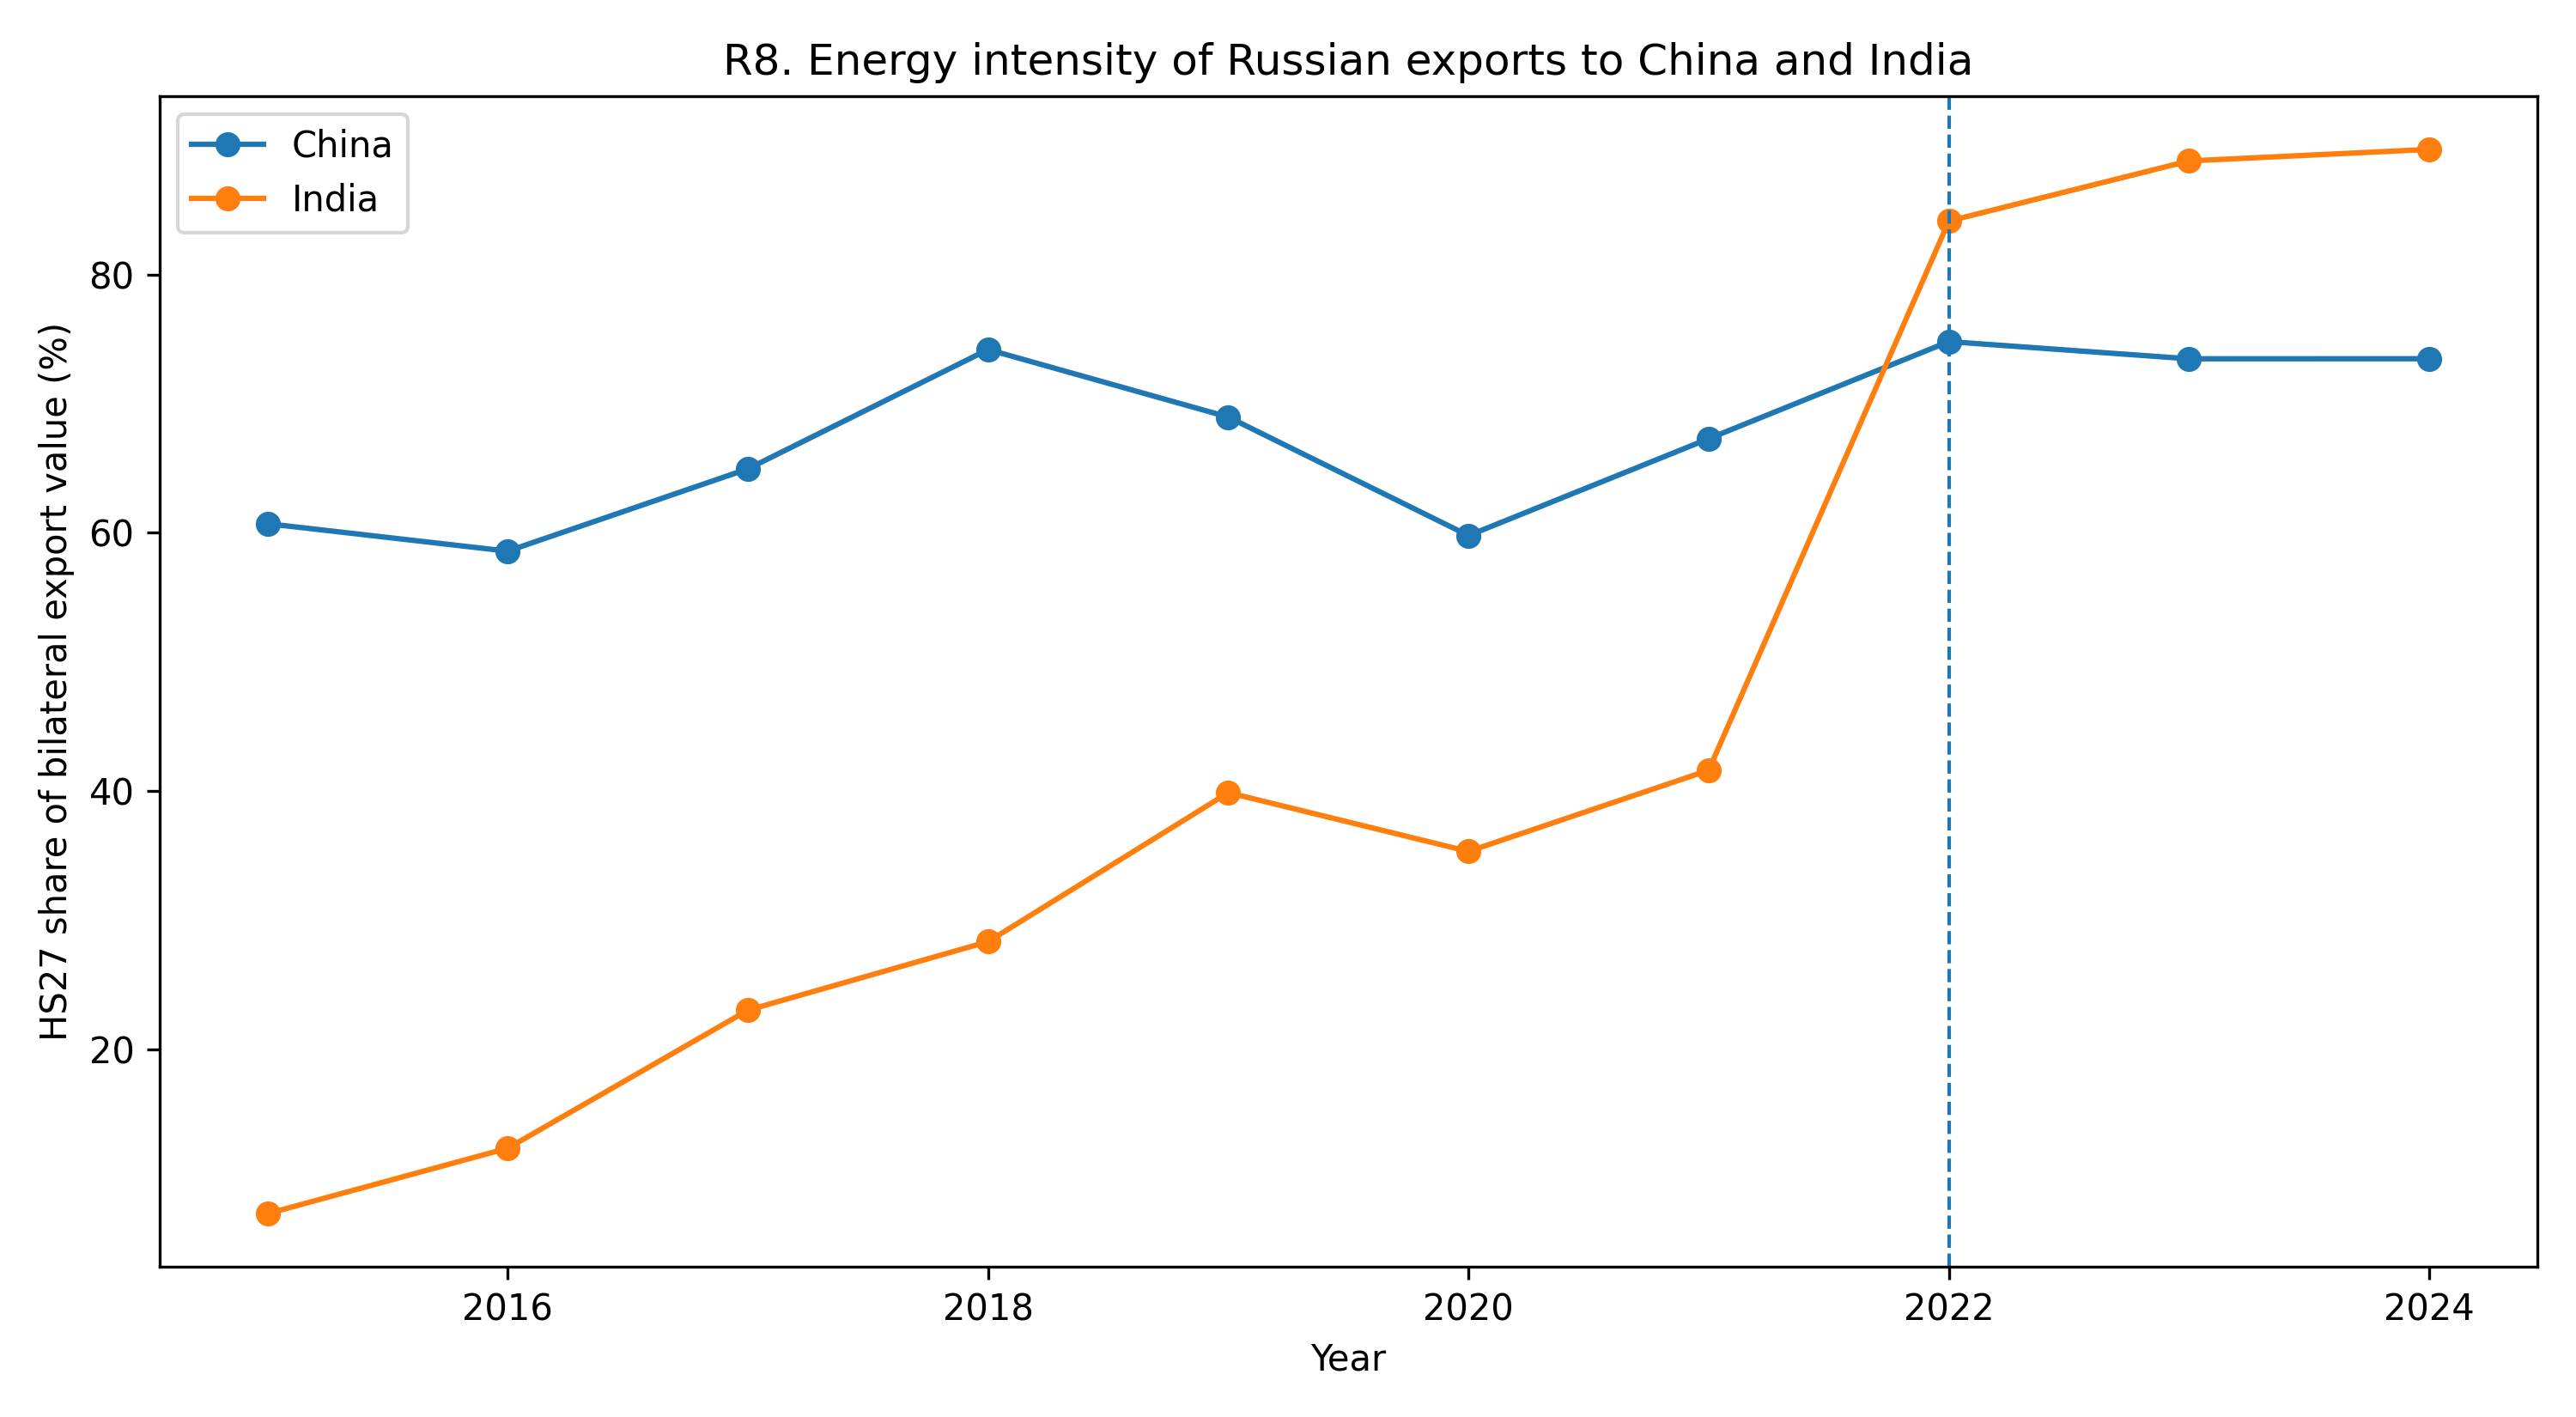 R8. Energy intensity of Russian exports to China and India
China
India
HS27 share of bilateral export value (%)
80
60
40
20
2016 2018 2020 2022 2024
Year